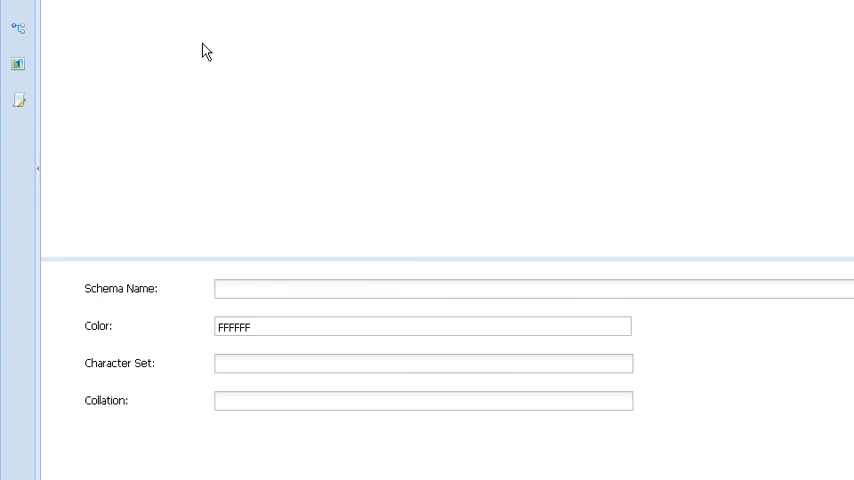 Schema Name:
Color: FFFFFF
Character Set:
Collation: